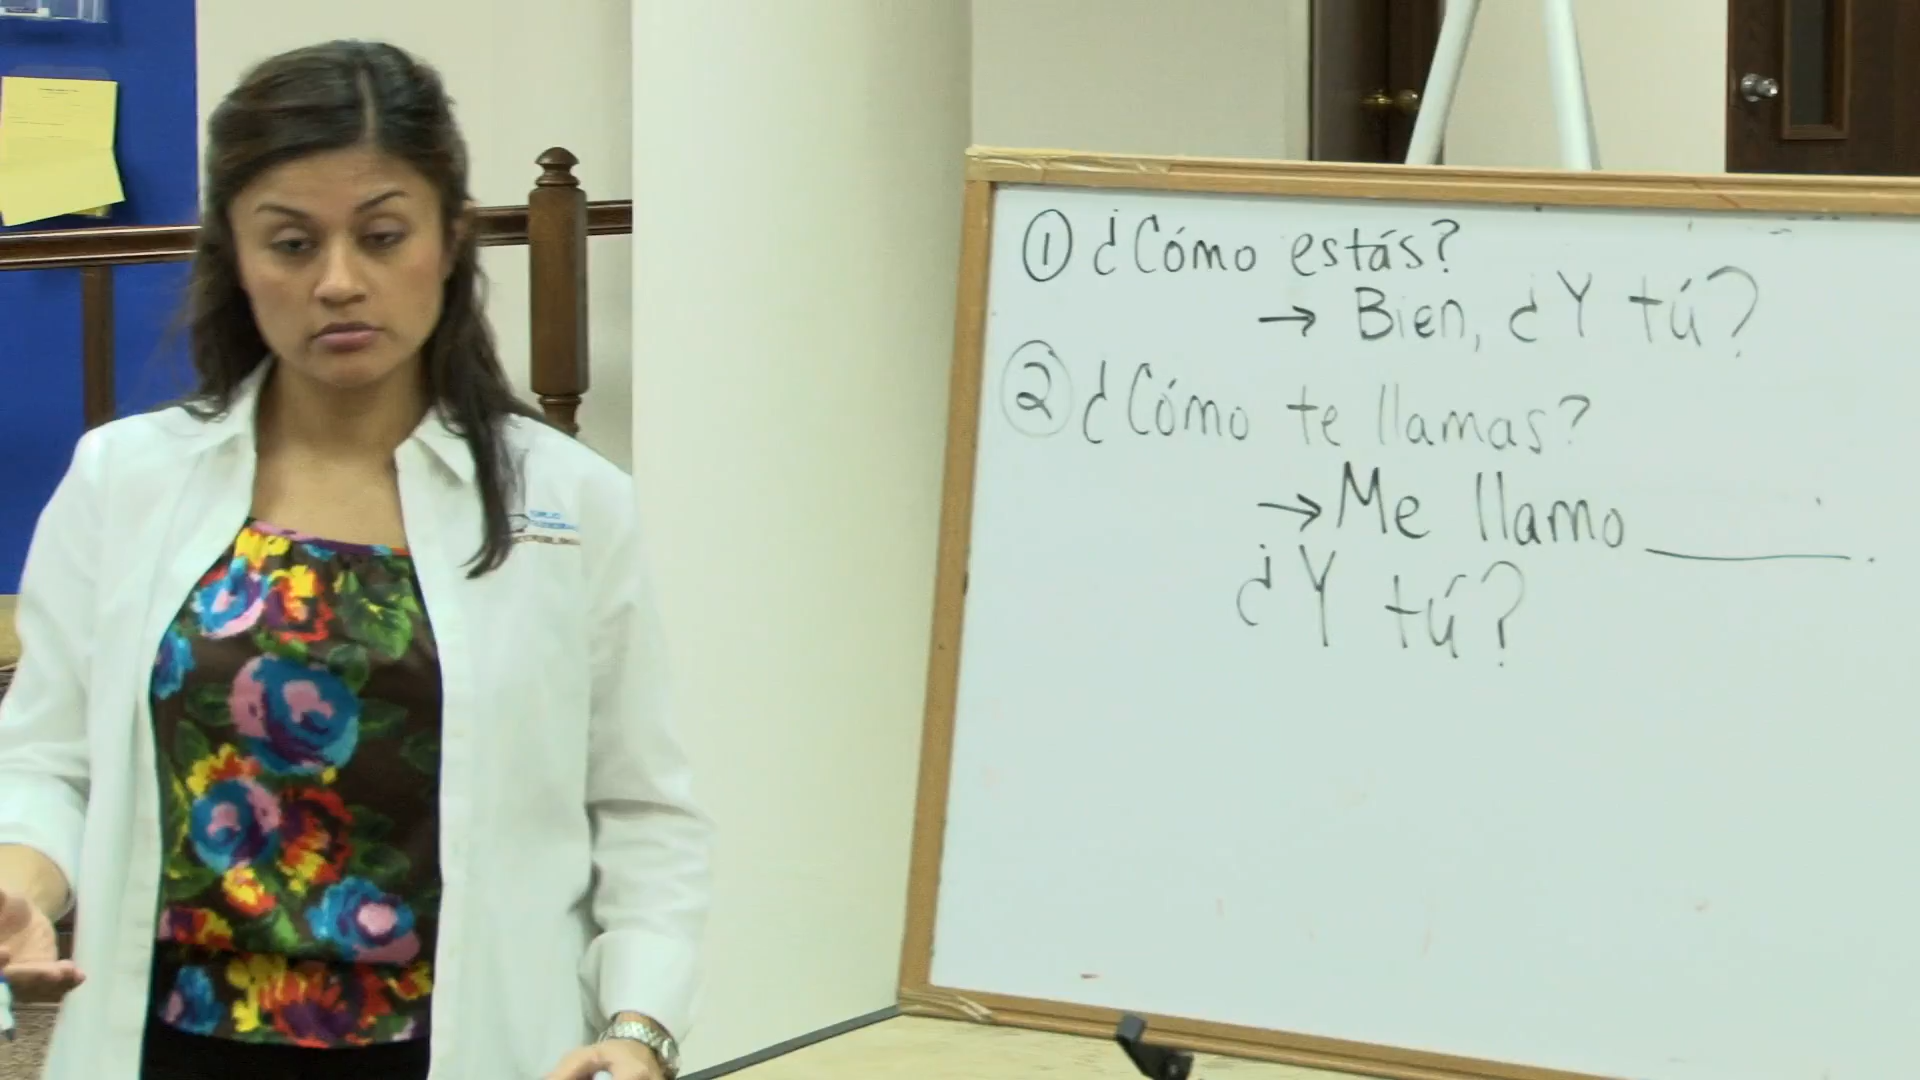 ① ¿Cómo estás?
→ Bien, ¿Y tú?
② ¿Cómo te llamas?
→ Me llamo ______.
¿Y tú?